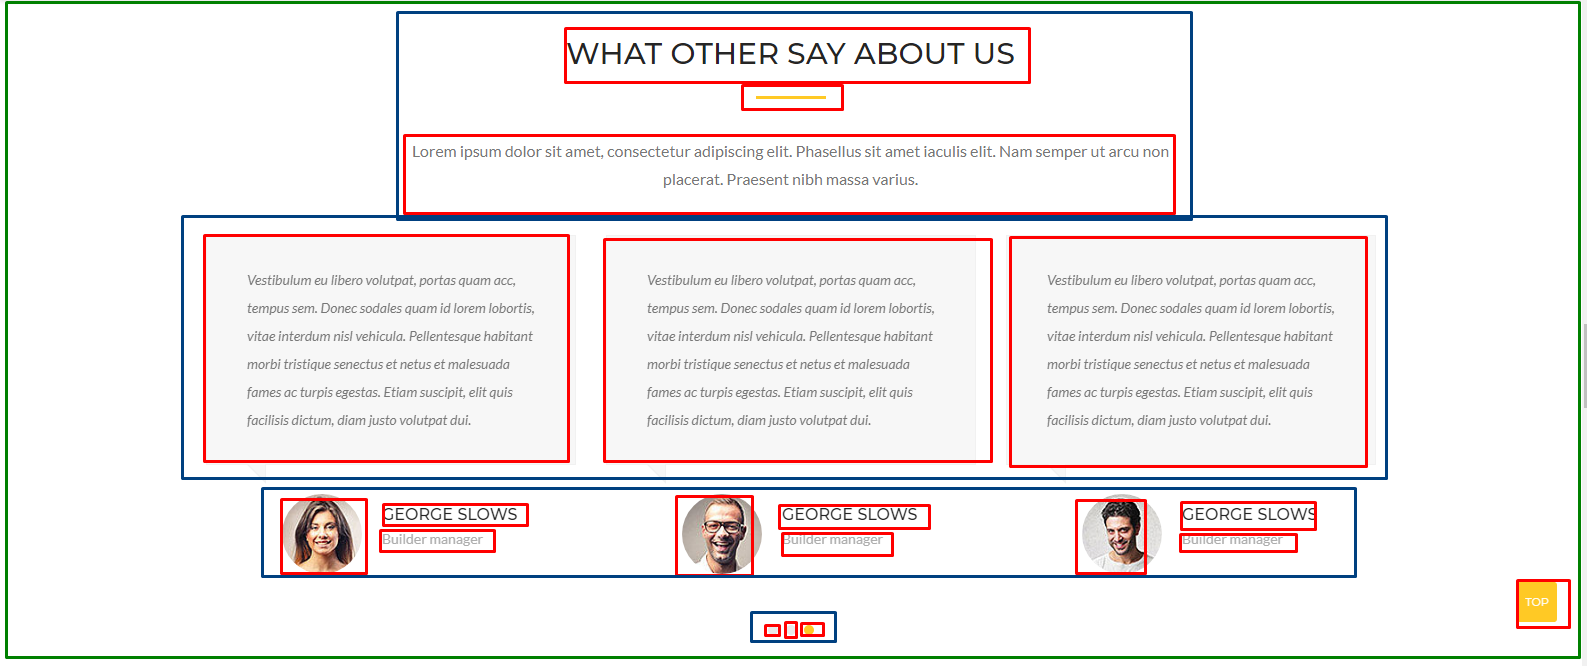 WHAT OTHER SAY ABOUT US
Lorem ipsum dolor sit amet, consectetur adipiscing elit. Phasellus sit amet iaculis elit. Nam semper ut arcu non
placerat. Praesent nibh massa varius.
Vestibulum eu libero volutpat, portas quam acc,
tempus sem. Donec sodales quam id lorem lobortis,
vitae interdum nisl vehicula. Pellentesque habitant
morbi tristique senectus et netus et malesuada
fames ac turpis egestas. Etiam suscipit, elit quis
facilisis dictum, diam justo volutpat dui.
Vestibulum eu libero volutpat, portas quam acc,
tempus sem. Donec sodales quam id lorem lobortis,
vitae interdum nisl vehicula. Pellentesque habitant
morbi tristique senectus et netus et malesuada
fames ac turpis egestas. Etiam suscipit, elit quis
facilisis dictum, diam justo volutpat dui.
Vestibulum eu libero volutpat, portas quam acc,
tempus sem. Donec sodales quam id lorem lobortis,
vitae interdum nisl vehicula. Pellentesque habitant
morbi tristique senectus et netus et malesuada
fames ac turpis egestas. Etiam suscipit, elit quis
facilisis dictum, diam justo volutpat dui.
GEORGE SLOWS
Builder manager
GEORGE SLOWS
Builder manager
GEORGE SLOWS
Builder manager
TOP